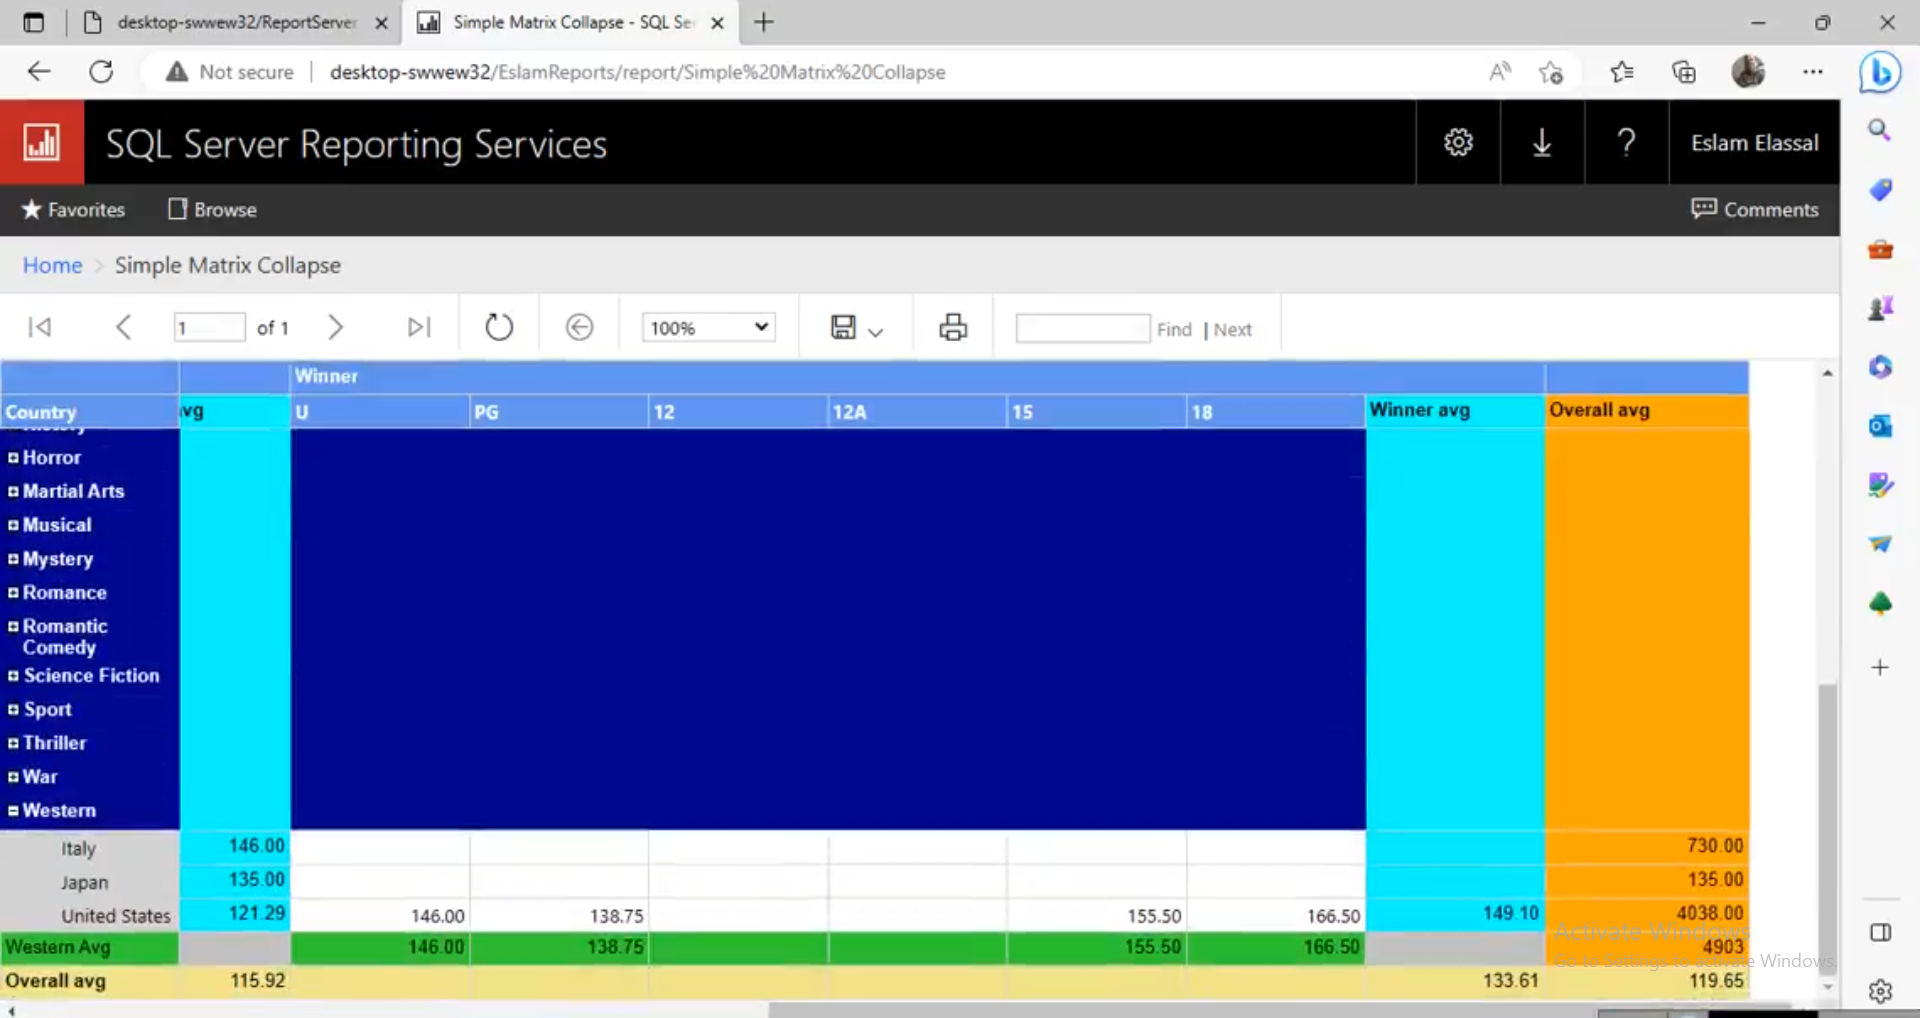 desktop-swwew32/ReportServer
Simple Matrix Collapse - SQL Se
Not secure
desktop-swwew32/EslamReports/report/Simple%20Matrix%20Collapse
SQL Server Reporting Services
Eslam Elassal
Favorites
Browse
Comments
Home > Simple Matrix Collapse
1 of 1
100%
Find | Next
Winner
Country vg U PG 12 12A 15 18 Winner avg Overall avg
History
Horror
Martial Arts
Musical
Mystery
Romance
Romantic
Comedy
Science Fiction
Sport
Thriller
War
Western
Italy 146.00 730.00
Japan 135.00 135.00
United States 121.29 146.00 138.75 155.50 166.50 149.10 4038.00
Western Avg 146.00 138.75 155.50 166.50 4903
Overall avg 115.92 133.61 119.65
Activate Windows
Go to Settings to activate Windows.